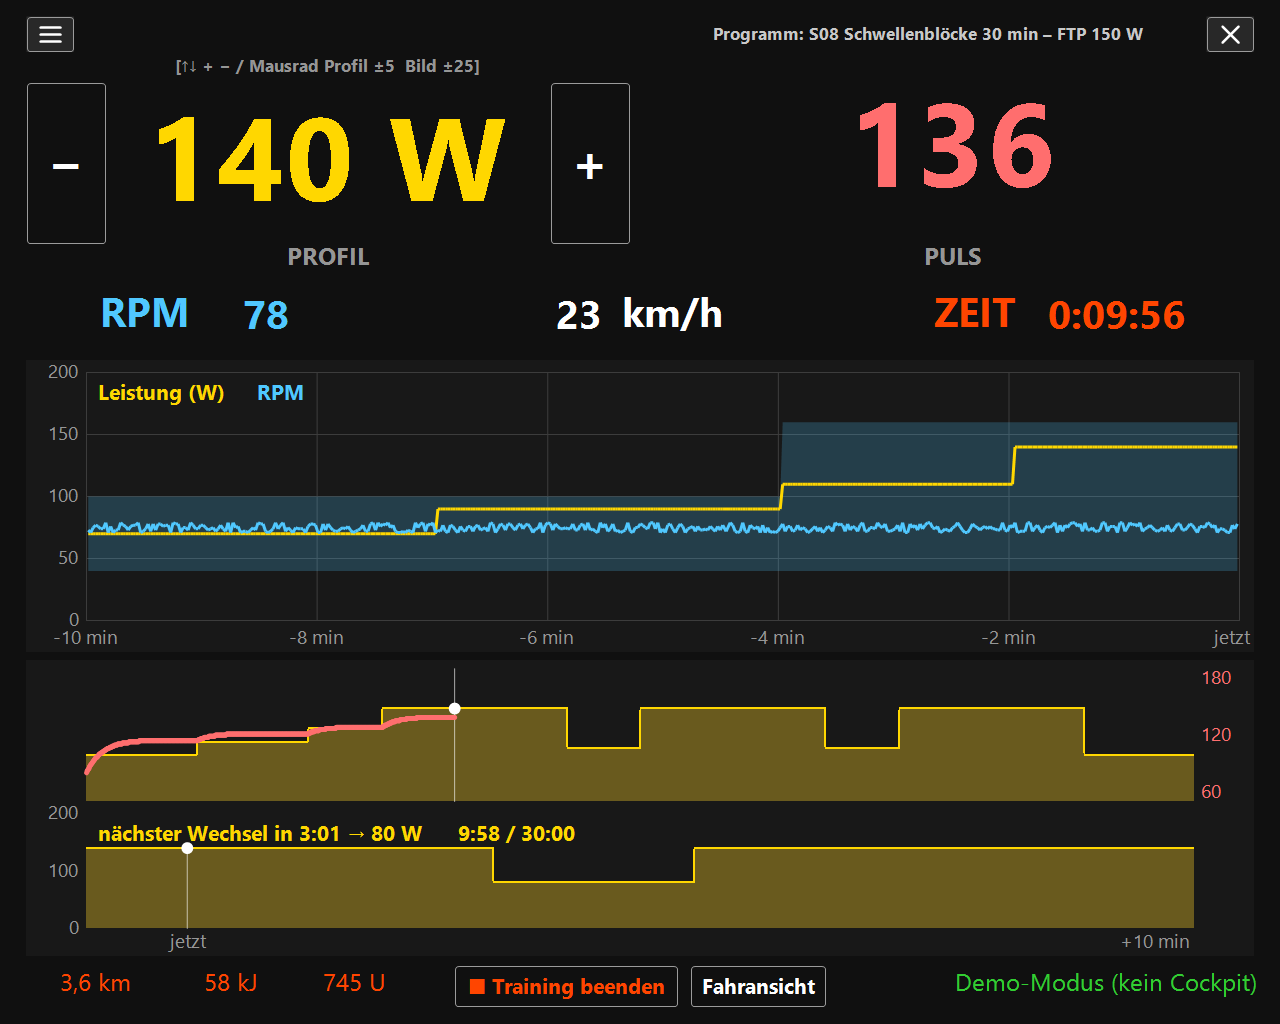 Programm: S08 Schwellenblöcke 30 min – FTP 150 W
[↑↓ + − / Mausrad Profil ±5 Bild ±25]
− 140 W + 136
PROFIL PULS
RPM 78 23 km/h ZEIT 0:09:56
200
Leistung (W) RPM
150
100
50
0
-10 min -8 min -6 min -4 min -2 min jetzt
180
120
60
200
nächster Wechsel in 3:01 → 80 W 9:58 / 30:00
100
0
jetzt +10 min
3,6 km 58 kJ 745 U Training beenden Fahransicht Demo-Modus (kein Cockpit)